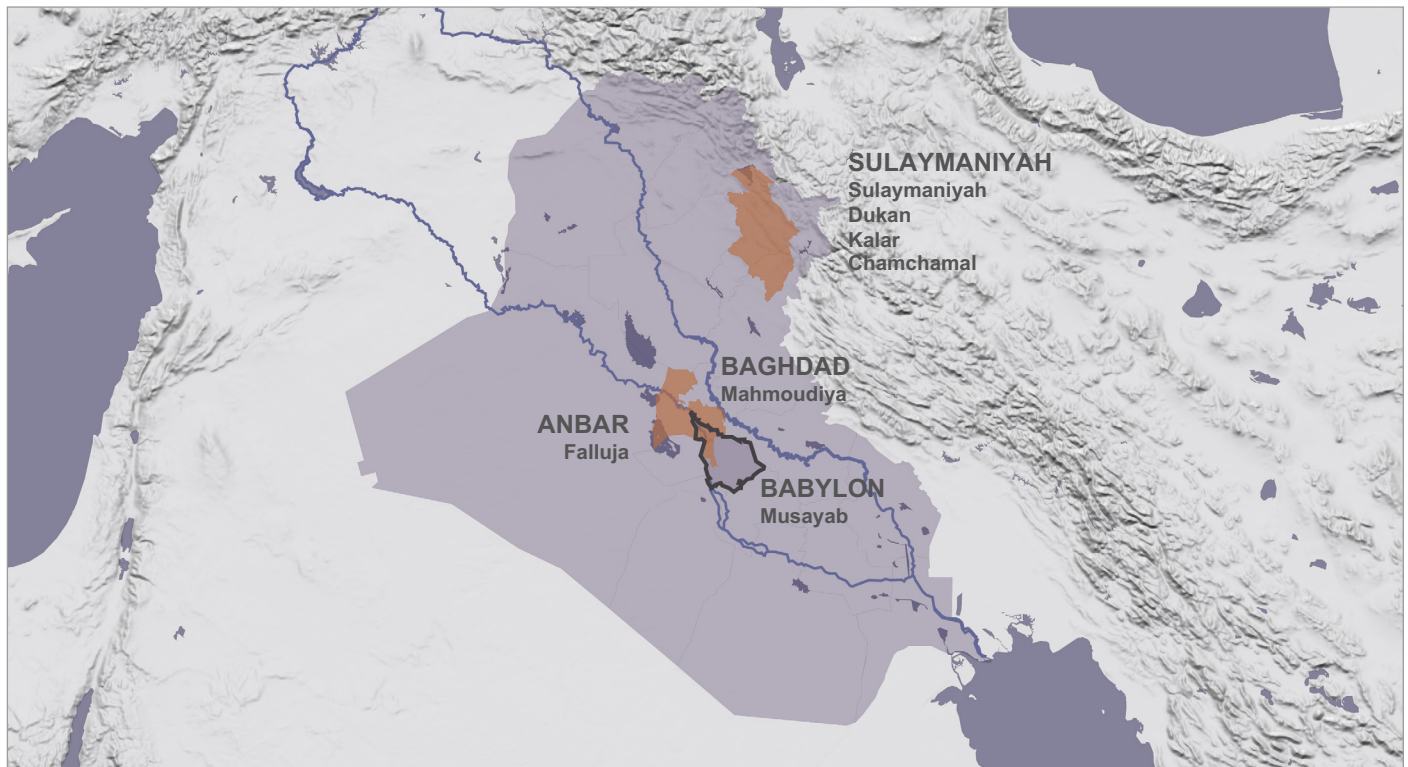 SULAYMANIYAH
Sulaymaniyah
Dukan
Kalar
Chamchamal
BAGHDAD
Mahmoudiya
ANBAR
Falluja
BABYLON
Musayab